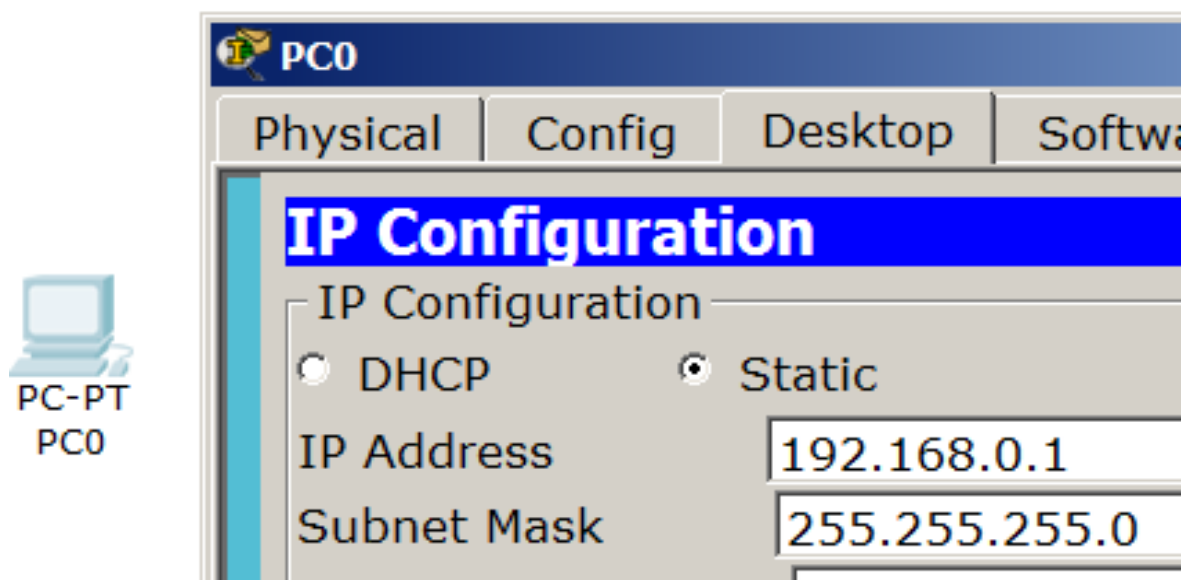 PC0
Physical Config Desktop Softwa
IP Configuration
IP Configuration
DHCP Static
IP Address 192.168.0.1
Subnet Mask 255.255.255.0
PC-PT
PC0